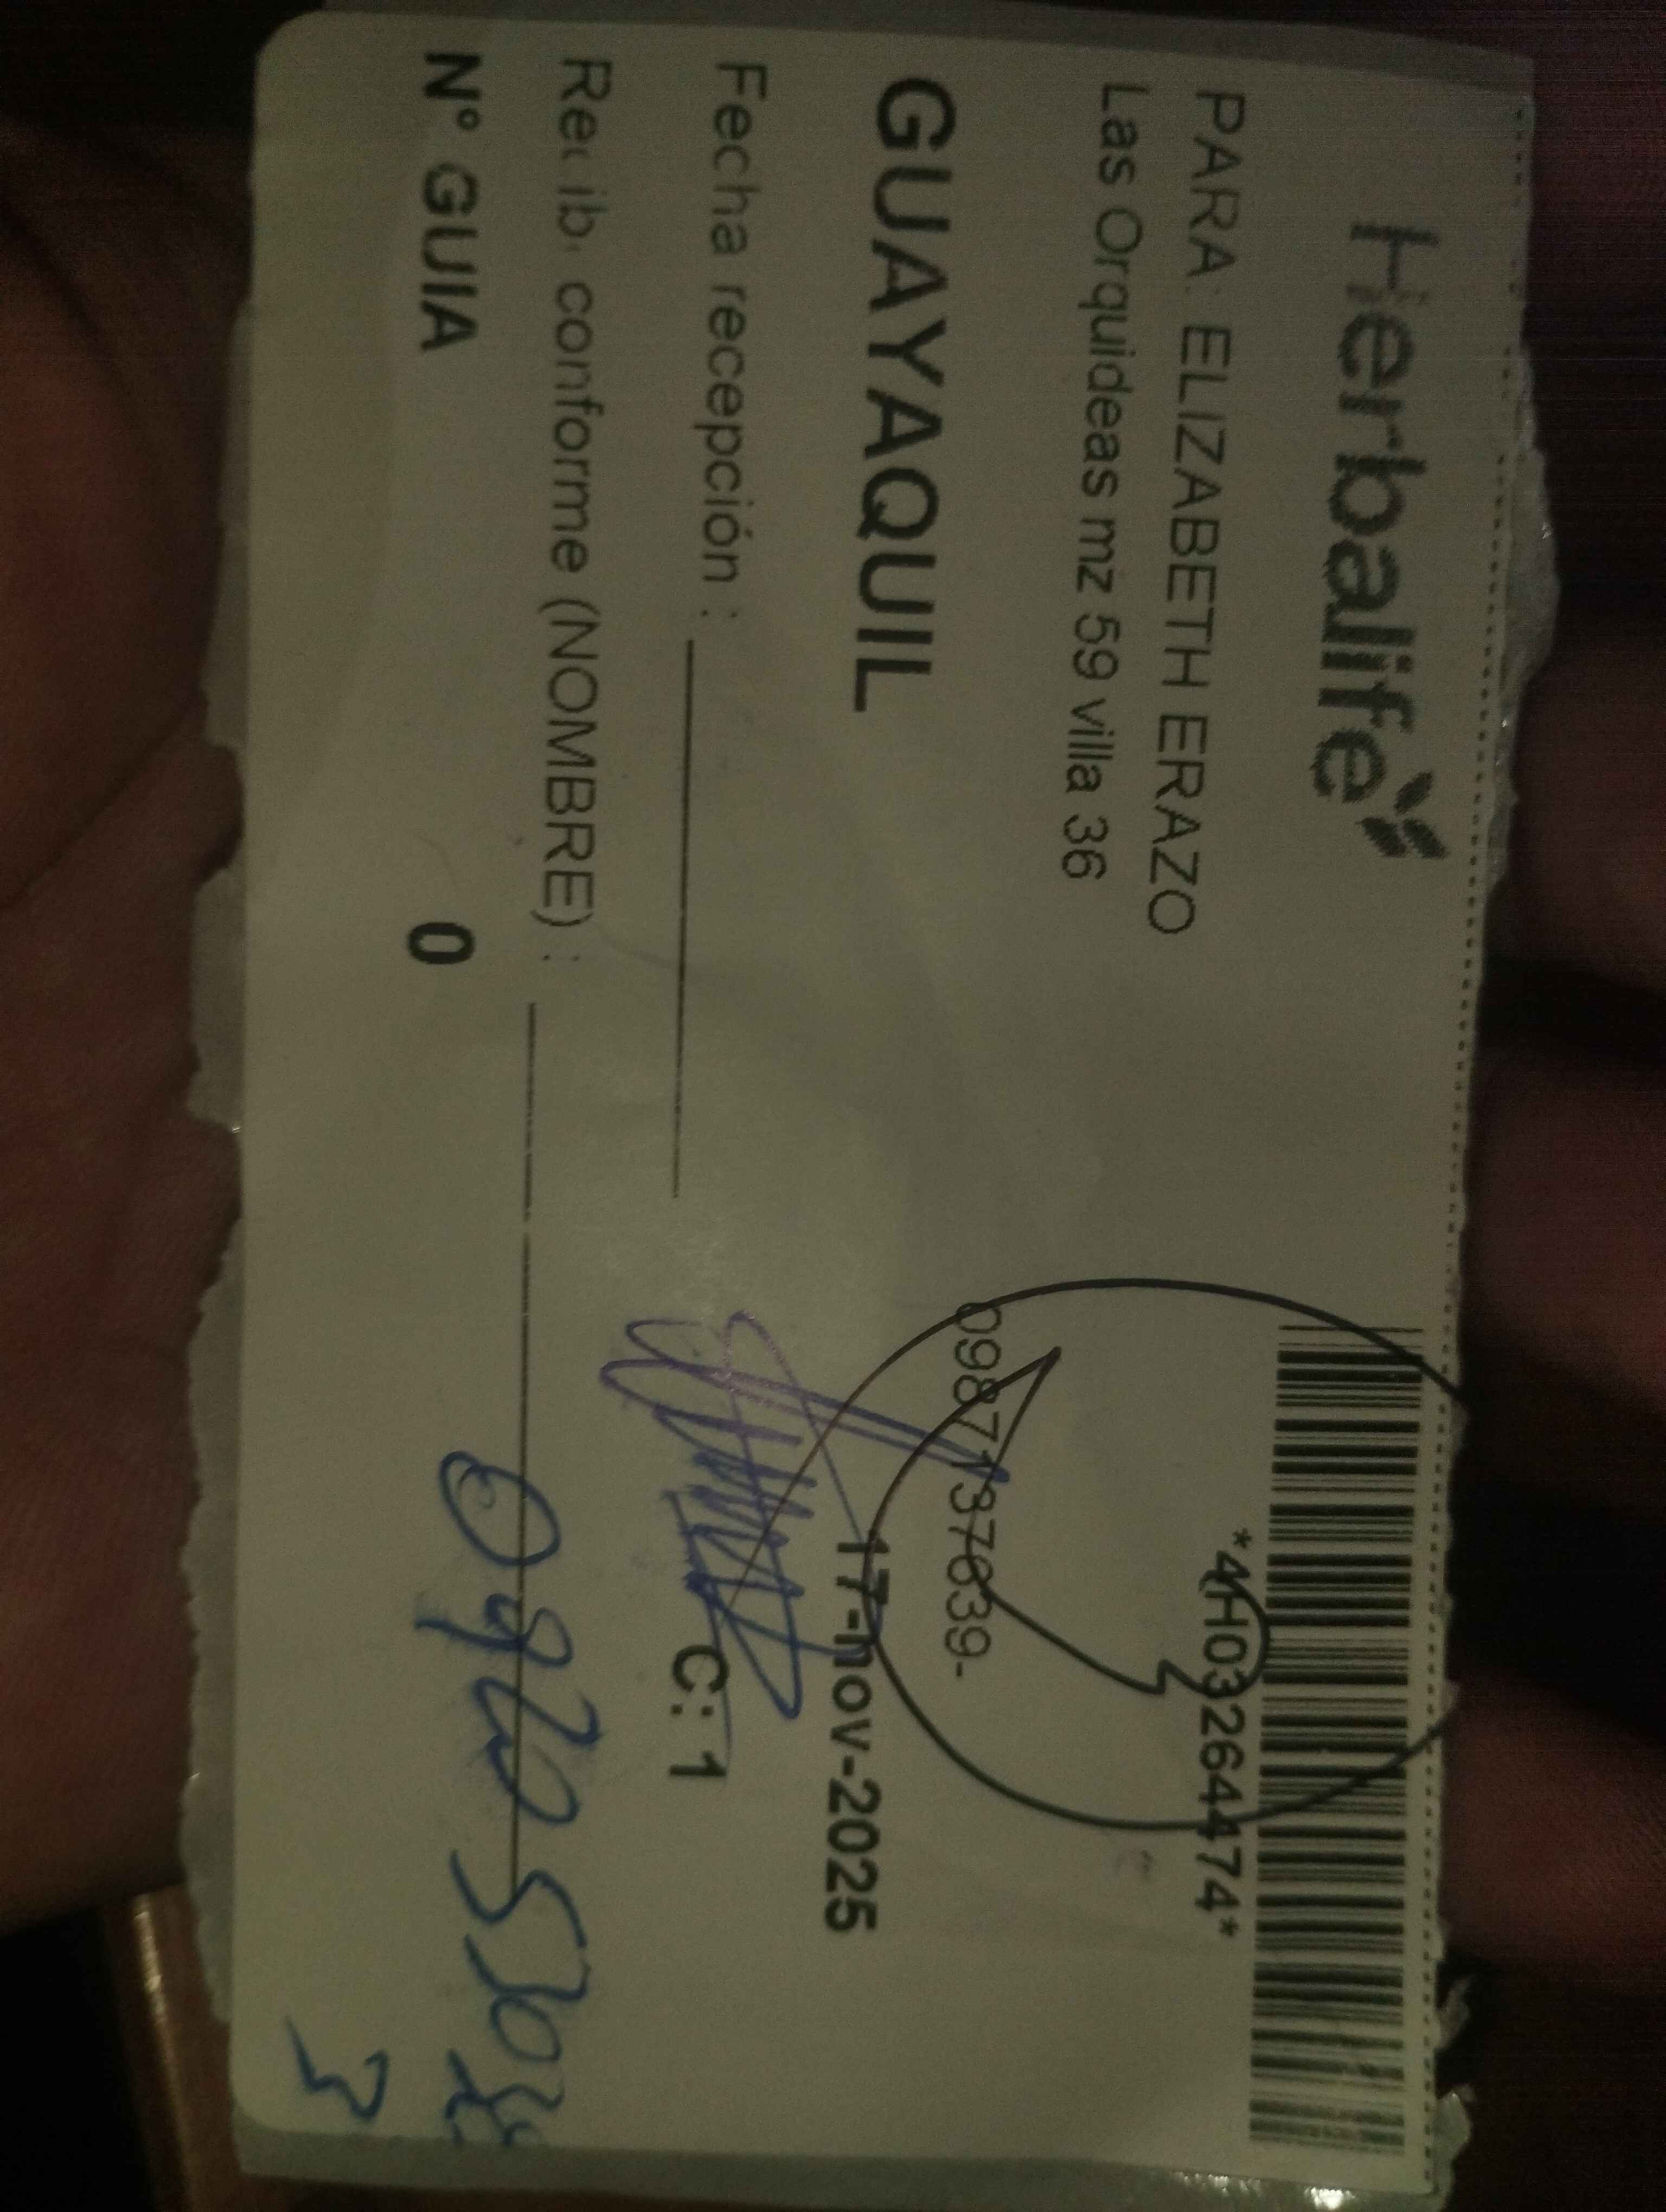 Herbalife
*4H03264474*
PARA: ELIZABETH ERAZO
Las Orquideas mz 59 villa 36
0987137639-
GUAYAQUIL
17-nov-2025
Fecha recepción :
C: 1
Recibi conforme (NOMBRE) :
Nº GUIA 0